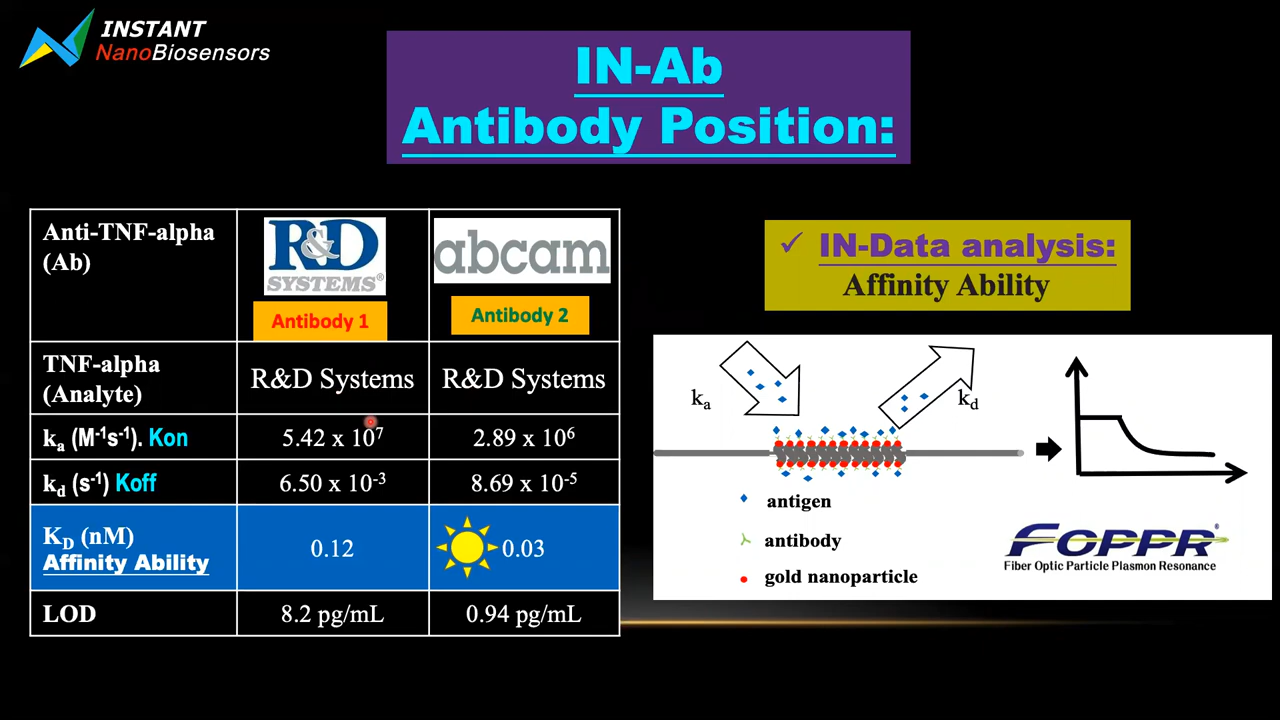 INSTANT
NanoBiosensors
IN-Ab
Antibody Position:
Anti-TNF-alpha
(Ab)
R&D
SYSTEMS®
Antibody 1
abcam
Antibody 2
TNF-alpha
(Analyte)
R&D Systems
R&D Systems
kₐ (M⁻¹s⁻¹). Kon
5.42 x 10⁷
2.89 x 10⁶
k_d (s⁻¹) Koff
6.50 x 10⁻³
8.69 x 10⁻⁵
K_D (nM)
Affinity Ability
0.12
0.03
LOD
8.2 pg/mL
0.94 pg/mL
✓ IN-Data analysis:
Affinity Ability
kₐ
k_d
antigen
antibody
gold nanoparticle
FOPPR®
Fiber Optic Particle Plasmon Resonance